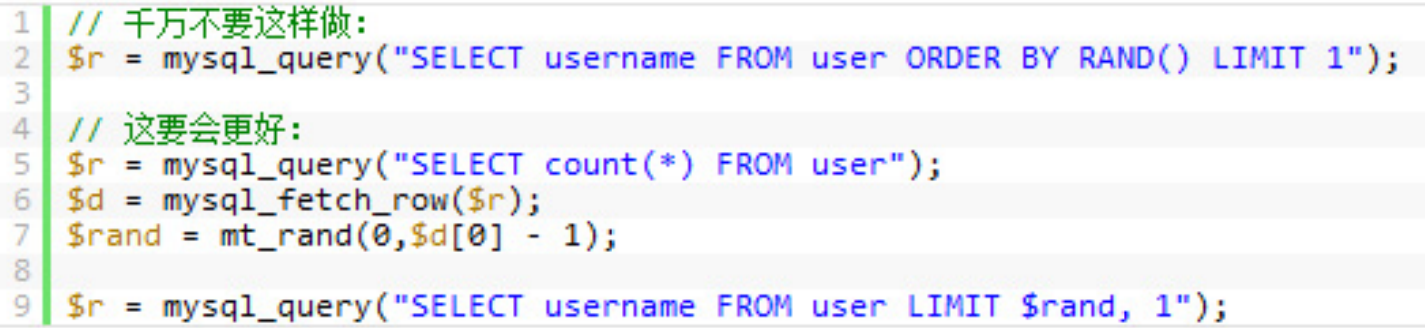 1 // 千万不要这样做：
2 $r = mysql_query("SELECT username FROM user ORDER BY RAND() LIMIT 1");
3
4 // 这要会更好：
5 $r = mysql_query("SELECT count(*) FROM user");
6 $d = mysql_fetch_row($r);
7 $rand = mt_rand(0,$d[0] - 1);
8
9 $r = mysql_query("SELECT username FROM user LIMIT $rand, 1");